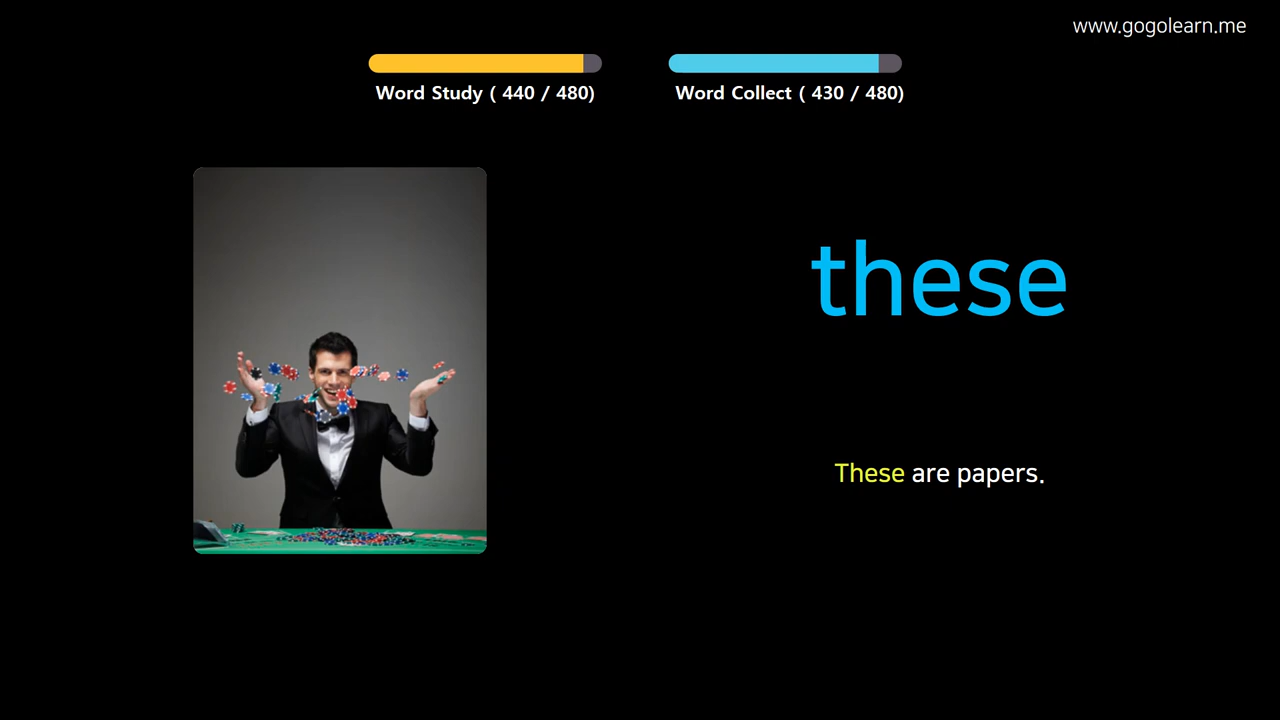 www.gogolearn.me
Word Study ( 440 / 480)
Word Collect ( 430 / 480)
these
These are papers.